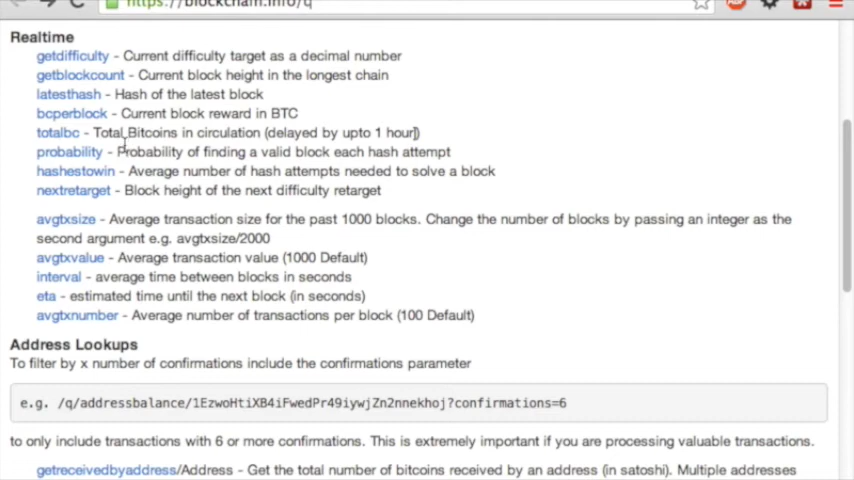 https://blockchain.info/q
Realtime
getdifficulty - Current difficulty target as a decimal number
getblockcount - Current block height in the longest chain
latesthash - Hash of the latest block
bcperblock - Current block reward in BTC
totalbc - Total Bitcoins in circulation (delayed by upto 1 hour])
probability - Probability of finding a valid block each hash attempt
hashestowin - Average number of hash attempts needed to solve a block
nextretarget - Block height of the next difficulty retarget
avgtxsize - Average transaction size for the past 1000 blocks. Change the number of blocks by passing an integer as the
second argument e.g. avgtxsize/2000
avgtxvalue - Average transaction value (1000 Default)
interval - average time between blocks in seconds
eta - estimated time until the next block (in seconds)
avgtxnumber - Average number of transactions per block (100 Default)
Address Lookups
To filter by x number of confirmations include the confirmations parameter
e.g. /q/addressbalance/1EzwoHtiXB4iFwedPr49iywjZn2nnekhoj?confirmations=6
to only include transactions with 6 or more confirmations. This is extremely important if you are processing valuable transactions.
getreceivedbyaddress/Address - Get the total number of bitcoins received by an address (in satoshi). Multiple addresses